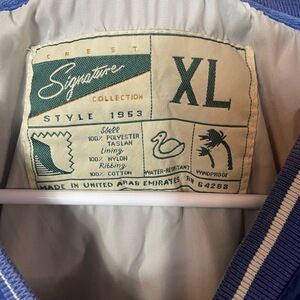 CREST
Signature
COLLECTION
STYLE 1953
XL
Shell
100% POLYESTER
TASLAN
Lining
100% NYLON
Ribbing
100% COTTON
WATER-RESISTANT
WINDPROOF
MADE IN UNITED ARAB EMIRATES RN 64288